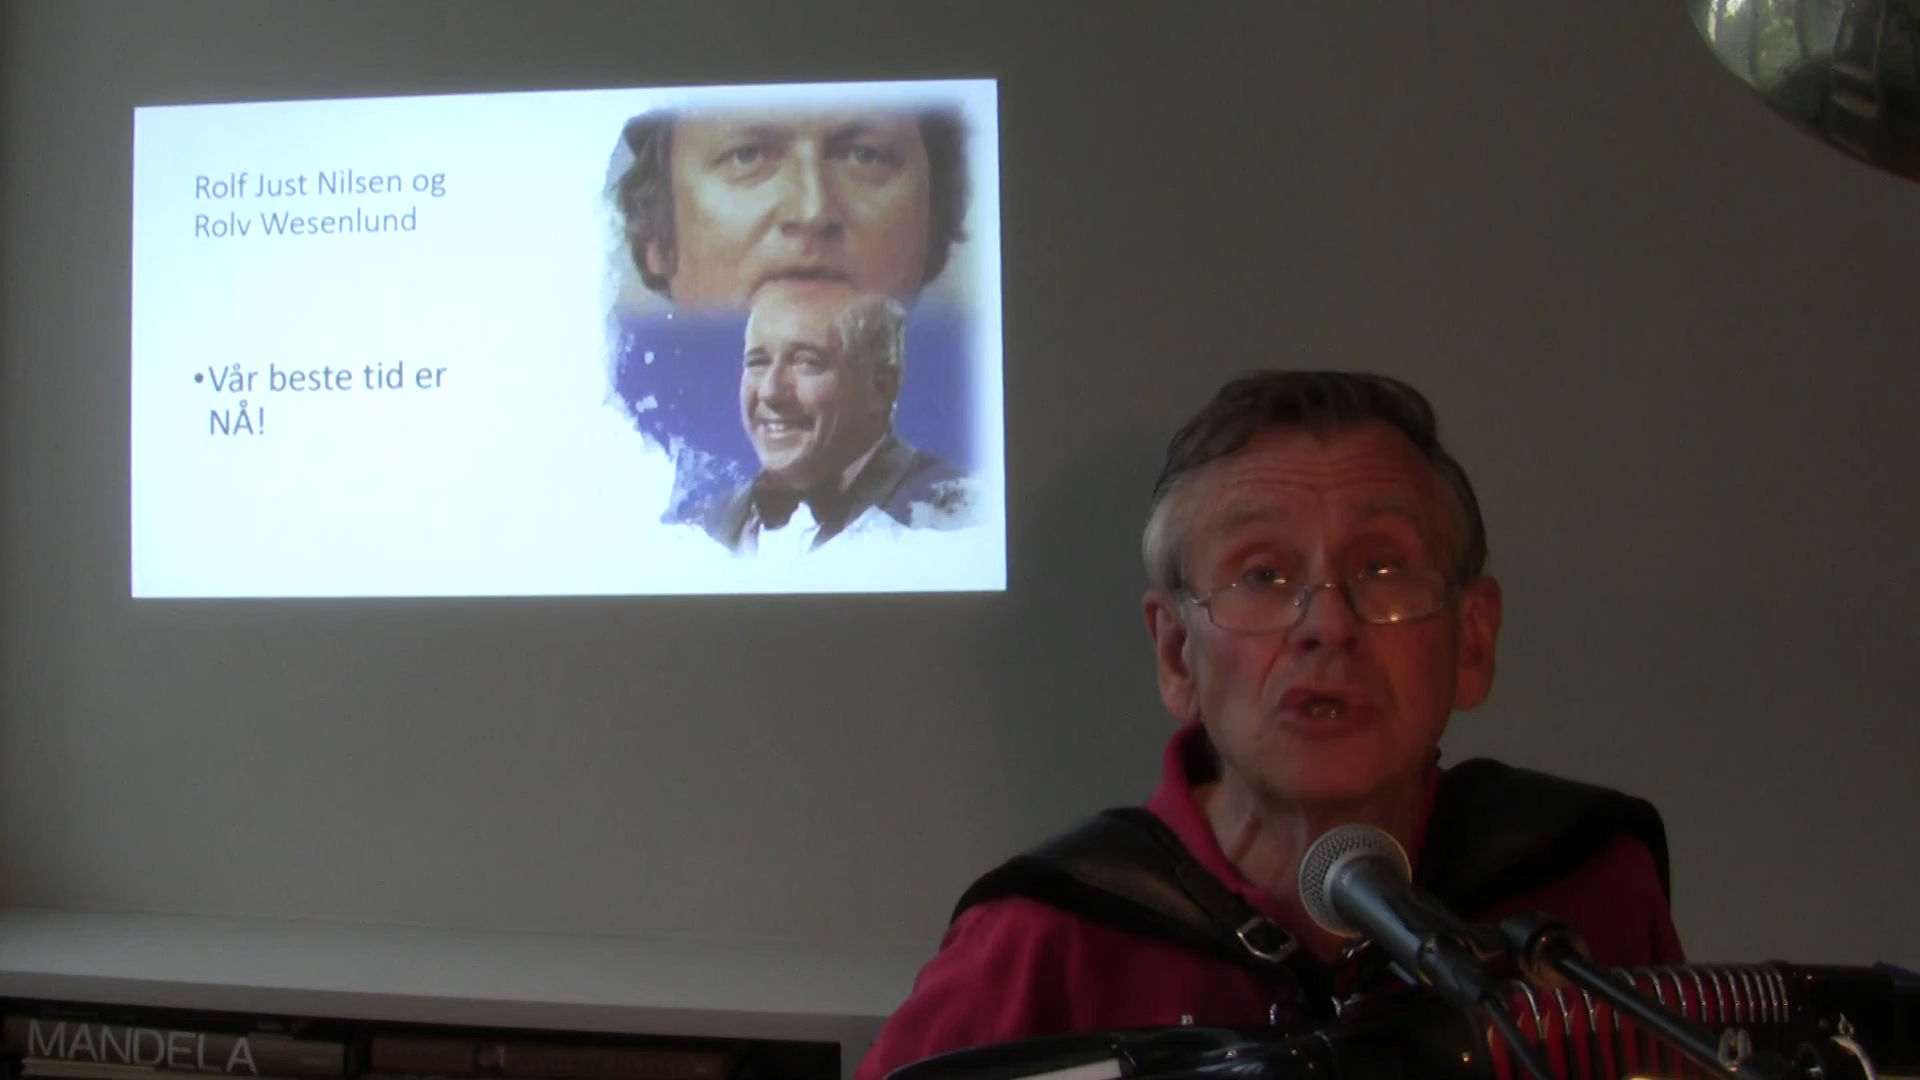 Rolf Just Nilsen og
Rolv Wesenlund
•Vår beste tid er
NÅ!
MANDELA